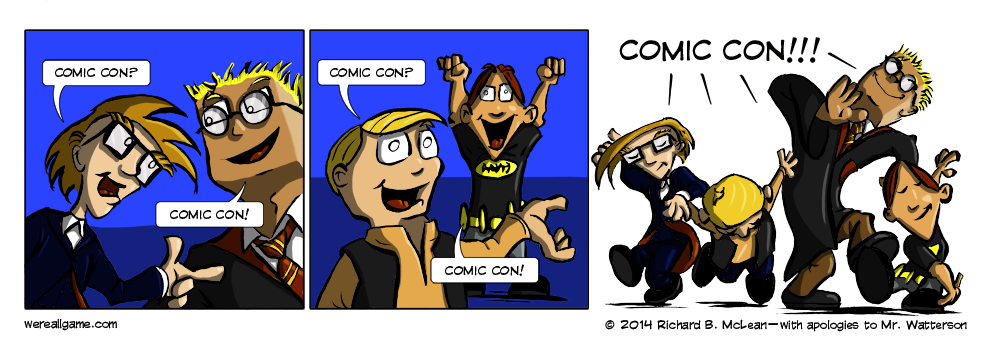 COMIC CON?
COMIC CON!
COMIC CON?
COMIC CON!
COMIC CON!!!
wereallgame.com
© 2014 Richard B. McLean—with apologies to Mr. Watterson